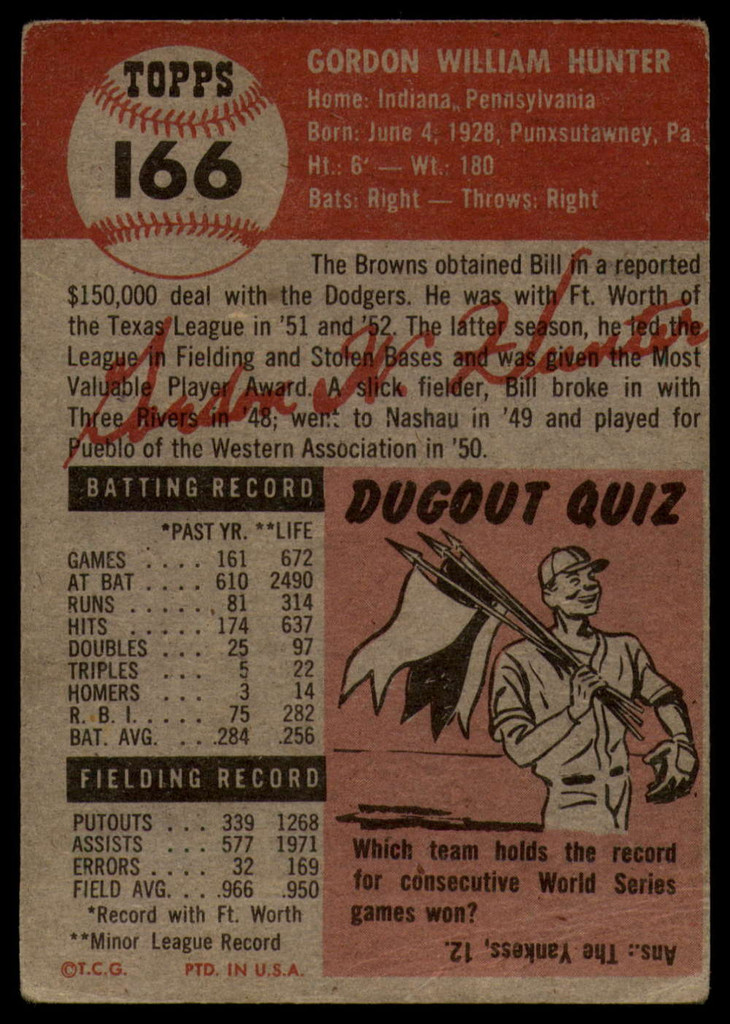 TOPPS
166
GORDON WILLIAM HUNTER
Home: Indiana, Pennsylvania
Born: June 4, 1928, Punxsutawney, Pa.
Ht.: 6' — Wt.: 180
Bats: Right — Throws: Right
The Browns obtained Bill in a reported
$150,000 deal with the Dodgers. He was with Ft. Worth of
the Texas League in '51 and '52. The latter season, he led the
League in Fielding and Stolen Bases and was given the Most
Valuable Player Award. A slick fielder, Bill broke in with
Three Rivers in '48; went to Nashau in '49 and played for
Pueblo of the Western Association in '50.
Gordon W. Hunter
BATTING RECORD
*PAST YR. **LIFE
GAMES . . . . 161 672
AT BAT . . . . 610 2490
RUNS . . . . . 81 314
HITS . . . . . 174 637
DOUBLES . . . 25 97
TRIPLES . . . 5 22
HOMERS . . . 3 14
R. B. I. . . . . 75 282
BAT. AVG. . . . .284 .256
FIELDING RECORD
PUTOUTS . . . 339 1268
ASSISTS . . . 577 1971
ERRORS . . . . 32 169
FIELD AVG. . . .966 .950
*Record with Ft. Worth
**Minor League Record
©T.C.G. PTD. IN U.S.A.
DUGOUT QUIZ
Which team holds the record
for consecutive World Series
games won?
Ans.: The Yankess, 12.